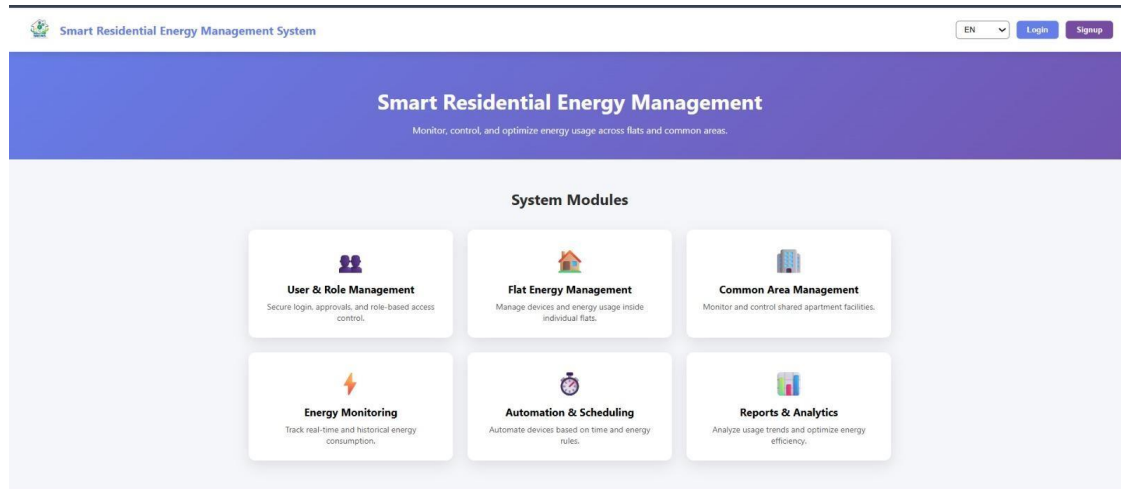 Smart Residential Energy Management System
EN
Login
Signup
Smart Residential Energy Management
Monitor, control, and optimize energy usage across flats and common areas.
System Modules
User & Role Management
Secure login, approvals, and role-based access
control.
Flat Energy Management
Manage devices and energy usage inside
individual flats.
Common Area Management
Monitor and control shared apartment facilities.
Energy Monitoring
Track real-time and historical energy
consumption.
Automation & Scheduling
Automate devices based on time and energy
rules.
Reports & Analytics
Analyze usage trends and optimize energy
efficiency.